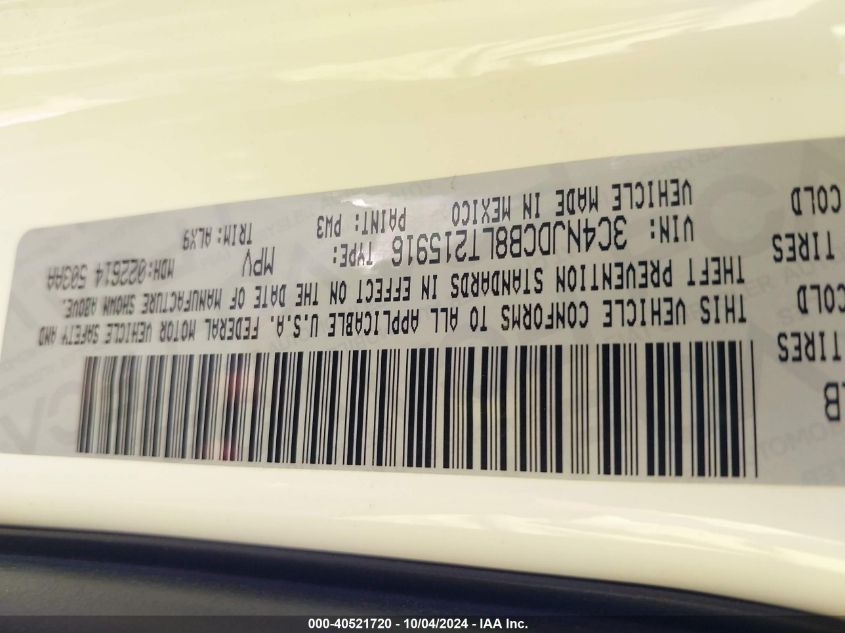 THIS VEHICLE CONFORMS TO ALL APPLICABLE U.S.A. FEDERAL MOTOR VEHICLE SAFETY AND
THEFT PREVENTION STANDARDS IN EFFECT ON THE DATE OF MANUFACTURE SHOWN ABOVE.
VIN: 3C4NJDCB8LT215916 TYPE: MPV MDH:022614 503AA
VEHICLE MADE IN MEXICO PAINT: PW3 TRIM: ALX9
LB
TIRES
COLD
TIRES
COLD
000-40521720 - 10/04/2024 - IAA Inc.